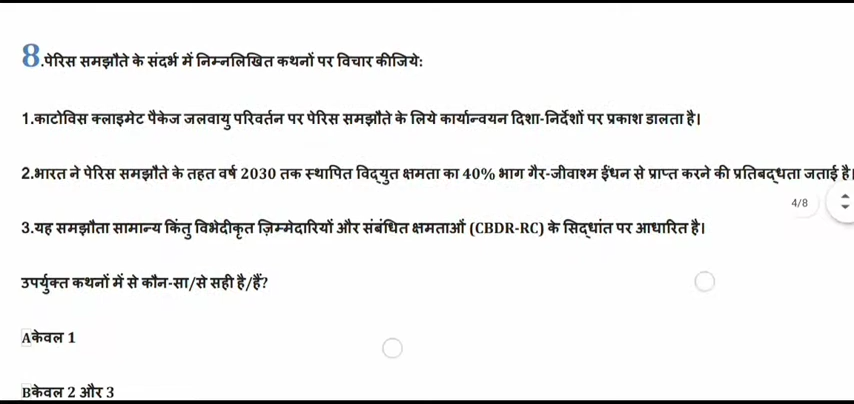 8.पेरिस समझौते के संदर्भ में निम्नलिखित कथनों पर विचार कीजिये:
1.काटोविस क्लाइमेट पैकेज जलवायु परिवर्तन पर पेरिस समझौते के लिये कार्यान्वयन दिशा-निर्देशों पर प्रकाश डालता है।
2.भारत ने पेरिस समझौते के तहत वर्ष 2030 तक स्थापित विद्युत क्षमता का 40% भाग गैर-जीवाश्म ईंधन से प्राप्त करने की प्रतिबद्धता जताई है।
4/8
3.यह समझौता सामान्य किंतु विभेदीकृत ज़िम्मेदारियों और संबंधित क्षमताओं (CBDR-RC) के सिद्धांत पर आधारित है।
उपर्युक्त कथनों में से कौन-सा/से सही है/हैं?
Aकेवल 1
Bकेवल 2 और 3